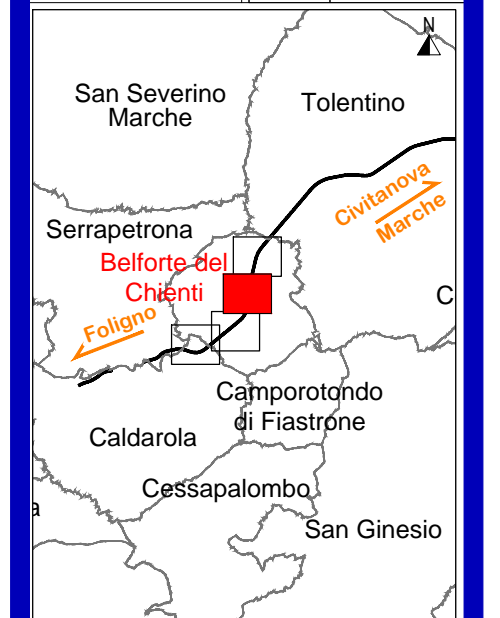 N
San Severino
Marche
Tolentino
Civitanova
Marche
Serrapetrona
Belforte del
Chienti
C
Foligno
Camporotondo
di Fiastrone
Caldarola
Cessapalombo
a
San Ginesio